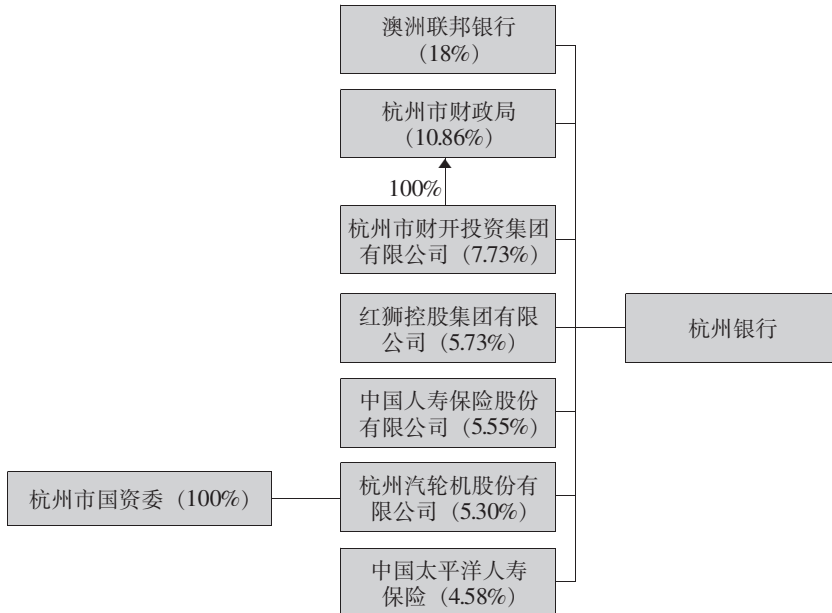 澳洲联邦银行
(18%)
杭州市财政局
(10.86%)
100%
杭州市财开投资集团
有限公司 (7.73%)
红狮控股集团有限
公司 (5.73%)
杭州银行
中国人寿保险股份
有限公司 (5.55%)
杭州市国资委 (100%)
杭州汽轮机股份有
限公司 (5.30%)
中国太平洋人寿
保险 (4.58%)